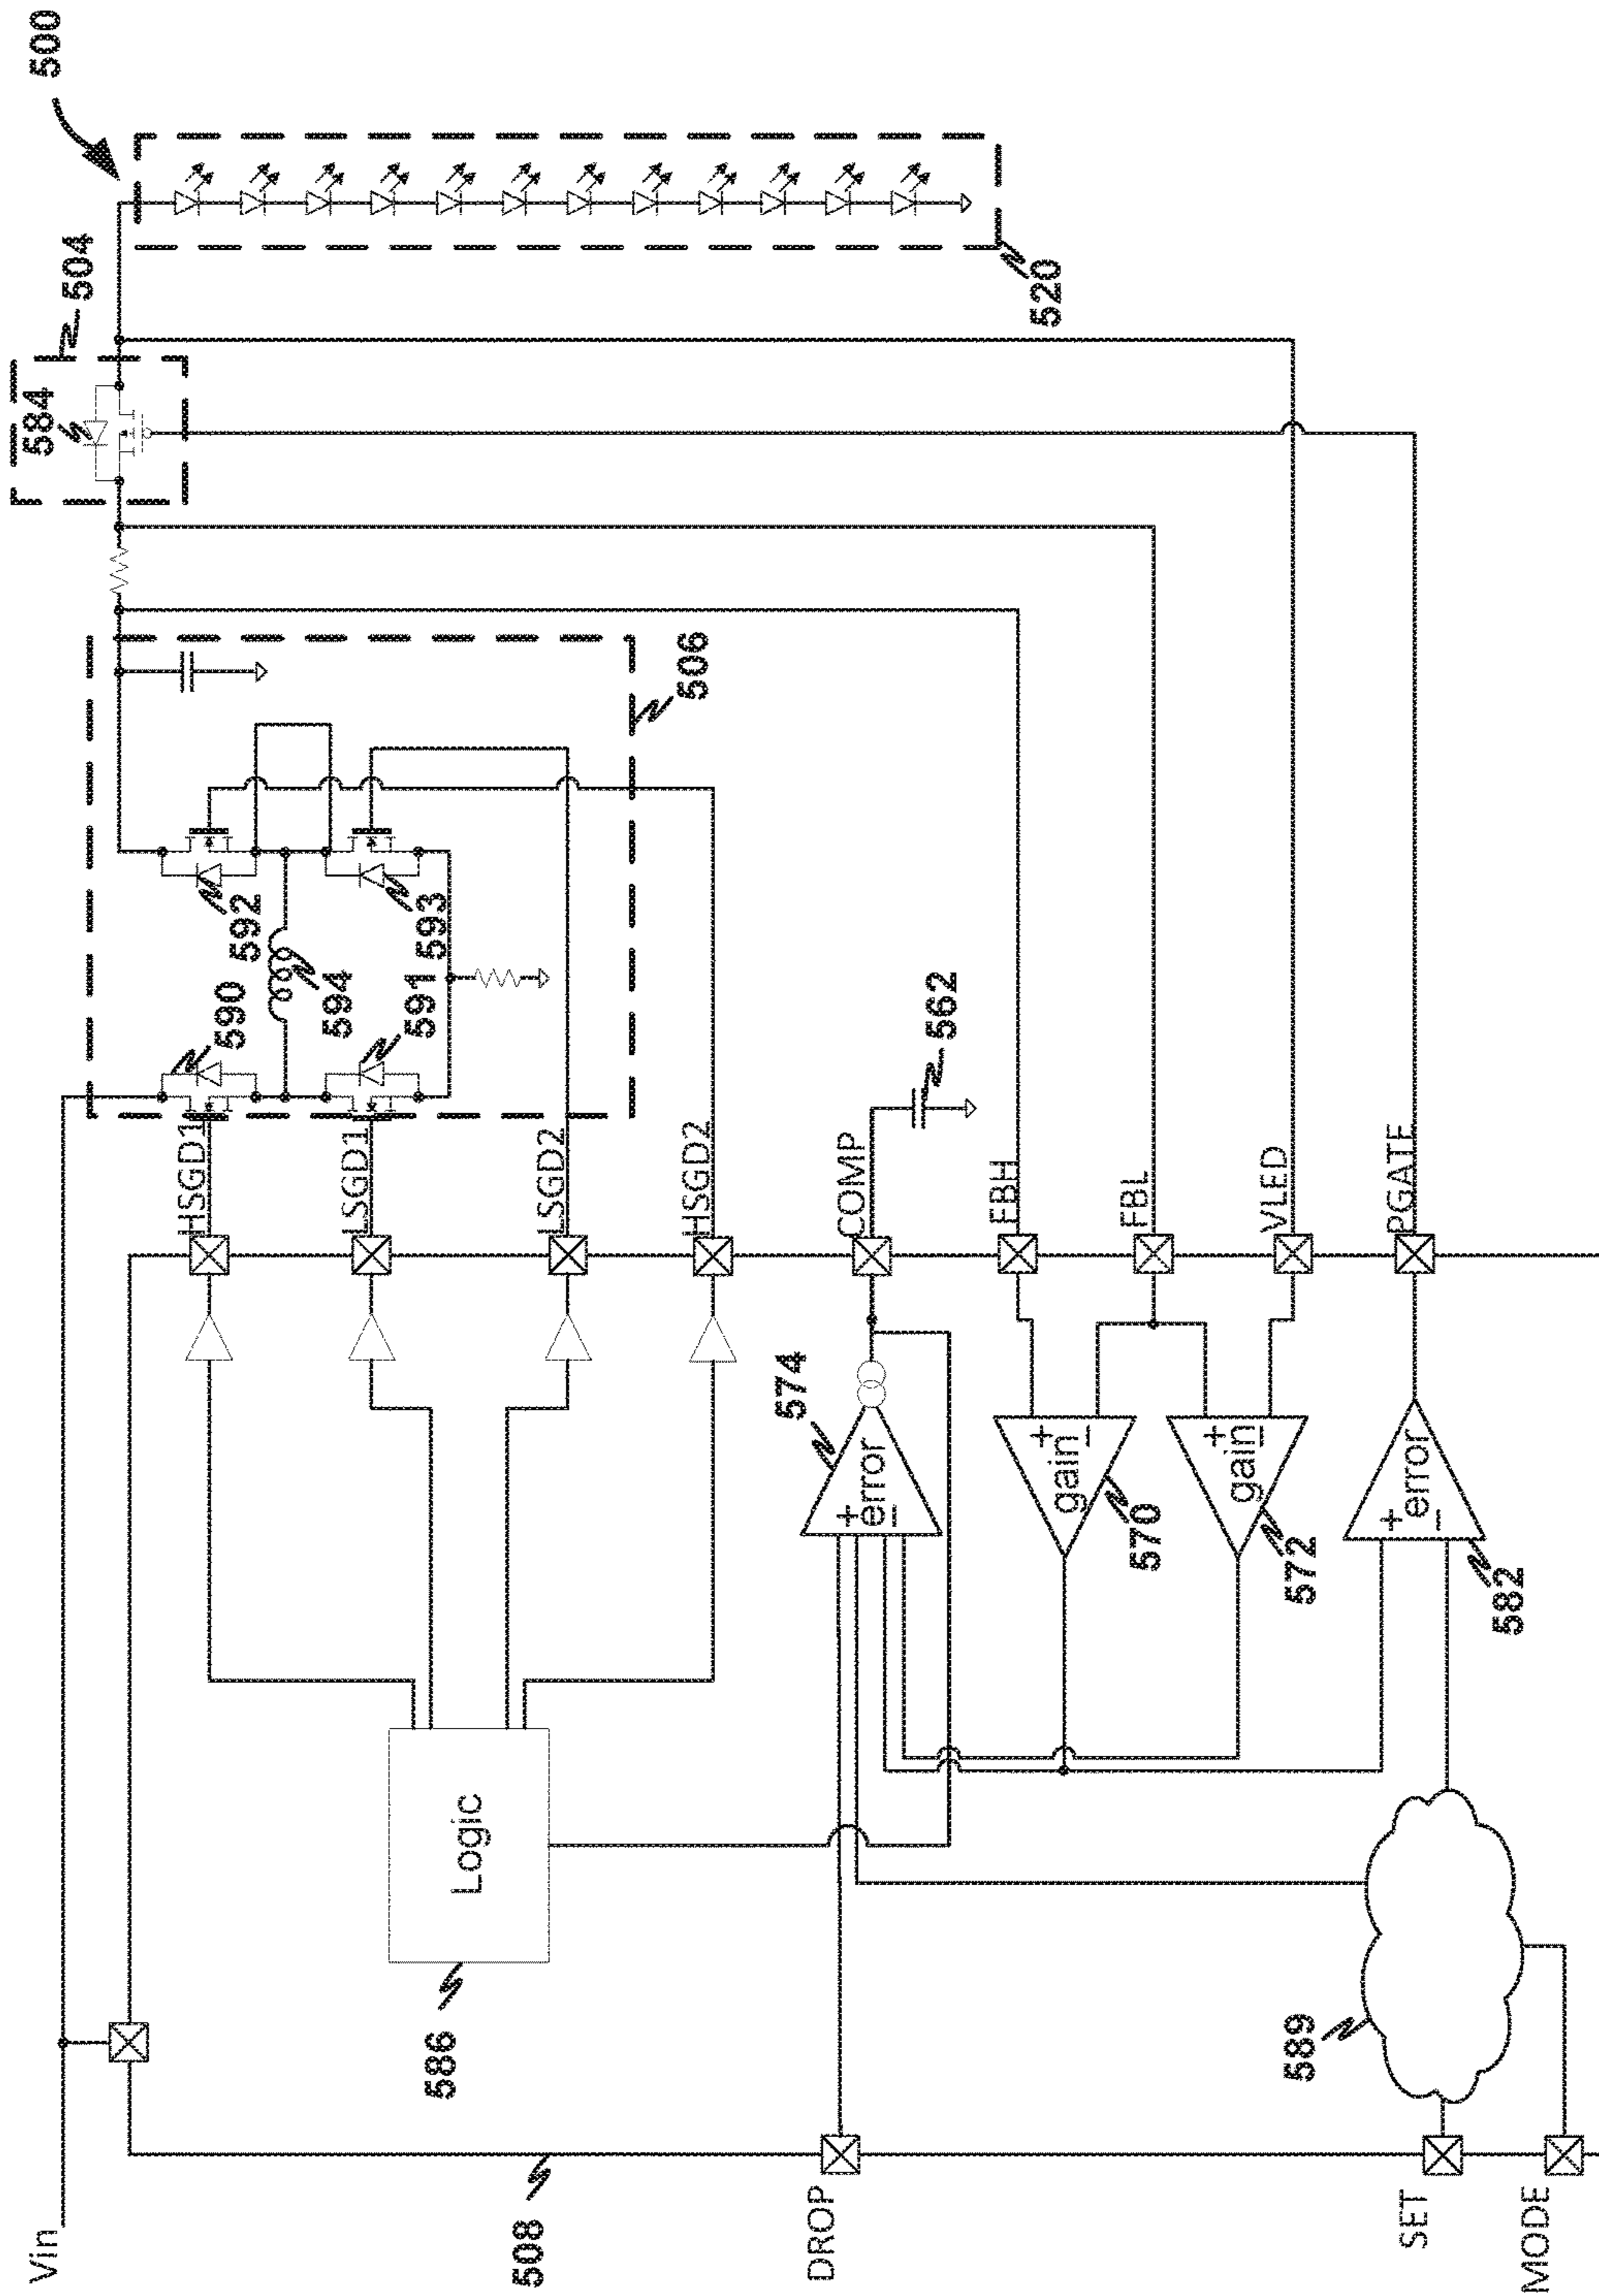 500
504
584
520
506
592
593
590
594
591
562
Vin
HSGD1
LSGD1
LSGD2
HSGD2
COMP
FBH
FBL
VLED
PGATE
574
+
error
-
+
gain
-
570
+
gain
-
572
+
error
-
582
Logic
586
589
508
DROP
SET
MODE